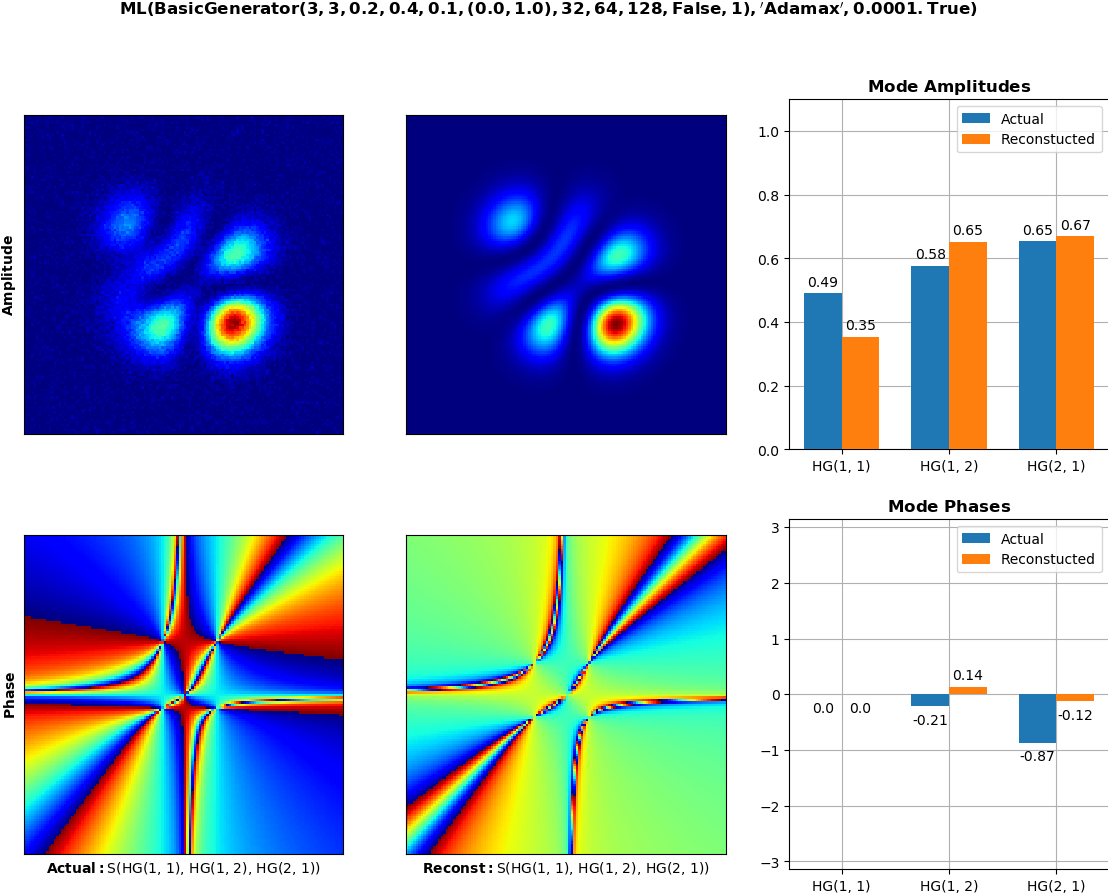 ML(BasicGenerator(3, 3, 0.2, 0.4, 0.1, (0.0, 1.0), 32, 64, 128, False, 1), 'Adamax', 0.0001. True)
Amplitude
Mode Amplitudes
Actual
Reconstucted
1.0
0.8
0.6
0.4
0.2
0.0
0.49
0.35
0.58
0.65
0.65
0.67
HG(1, 1)
HG(1, 2)
HG(2, 1)
Phase
Actual: S(HG(1, 1), HG(1, 2), HG(2, 1))
Reconst: S(HG(1, 1), HG(1, 2), HG(2, 1))
Mode Phases
Actual
Reconstucted
3
2
1
0
−1
−2
−3
0.0
0.0
-0.21
0.14
-0.87
-0.12
HG(1, 1)
HG(1, 2)
HG(2, 1)